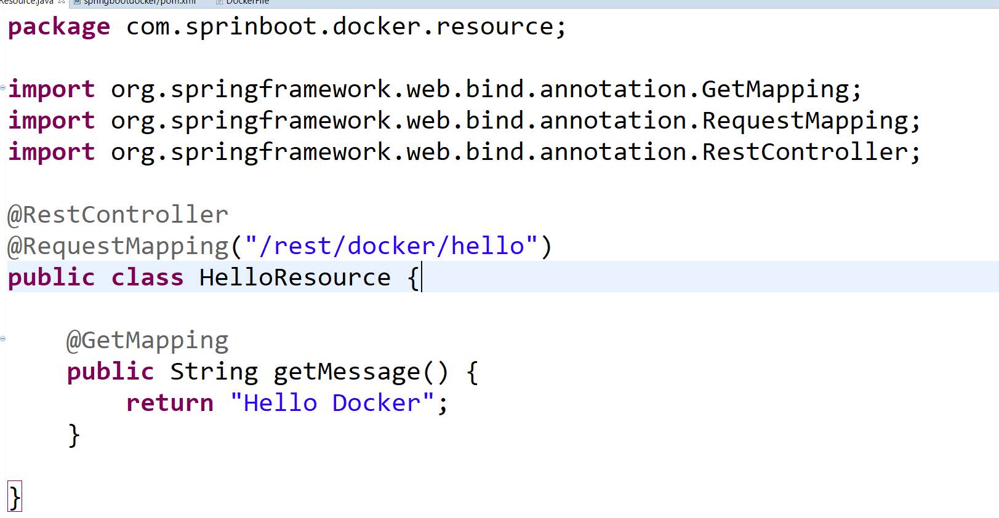 Resource.java springbootdocker/pom.xml DockerFile
package com.sprinboot.docker.resource;
import org.springframework.web.bind.annotation.GetMapping;
import org.springframework.web.bind.annotation.RequestMapping;
import org.springframework.web.bind.annotation.RestController;
@RestController
@RequestMapping("/rest/docker/hello")
public class HelloResource {
@GetMapping
public String getMessage() {
return "Hello Docker";
}
}